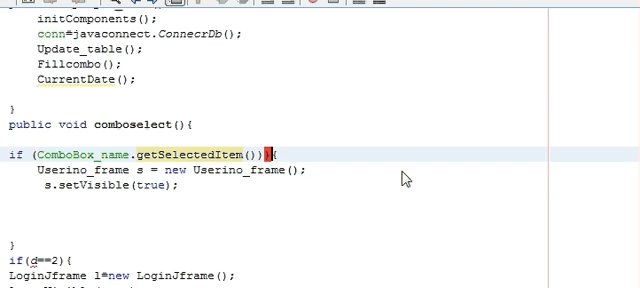 initComponents();
conn=javaconnect.ConnecrDb();
Update_table();
Fillcombo();
CurrentDate();
}
public void comboselect(){
if (ComboBox_name.getSelectedItem())){
Userino_frame s = new Userino_frame();
s.setVisible(true);
}
if(d==2){
LoginJframe l=new LoginJframe();